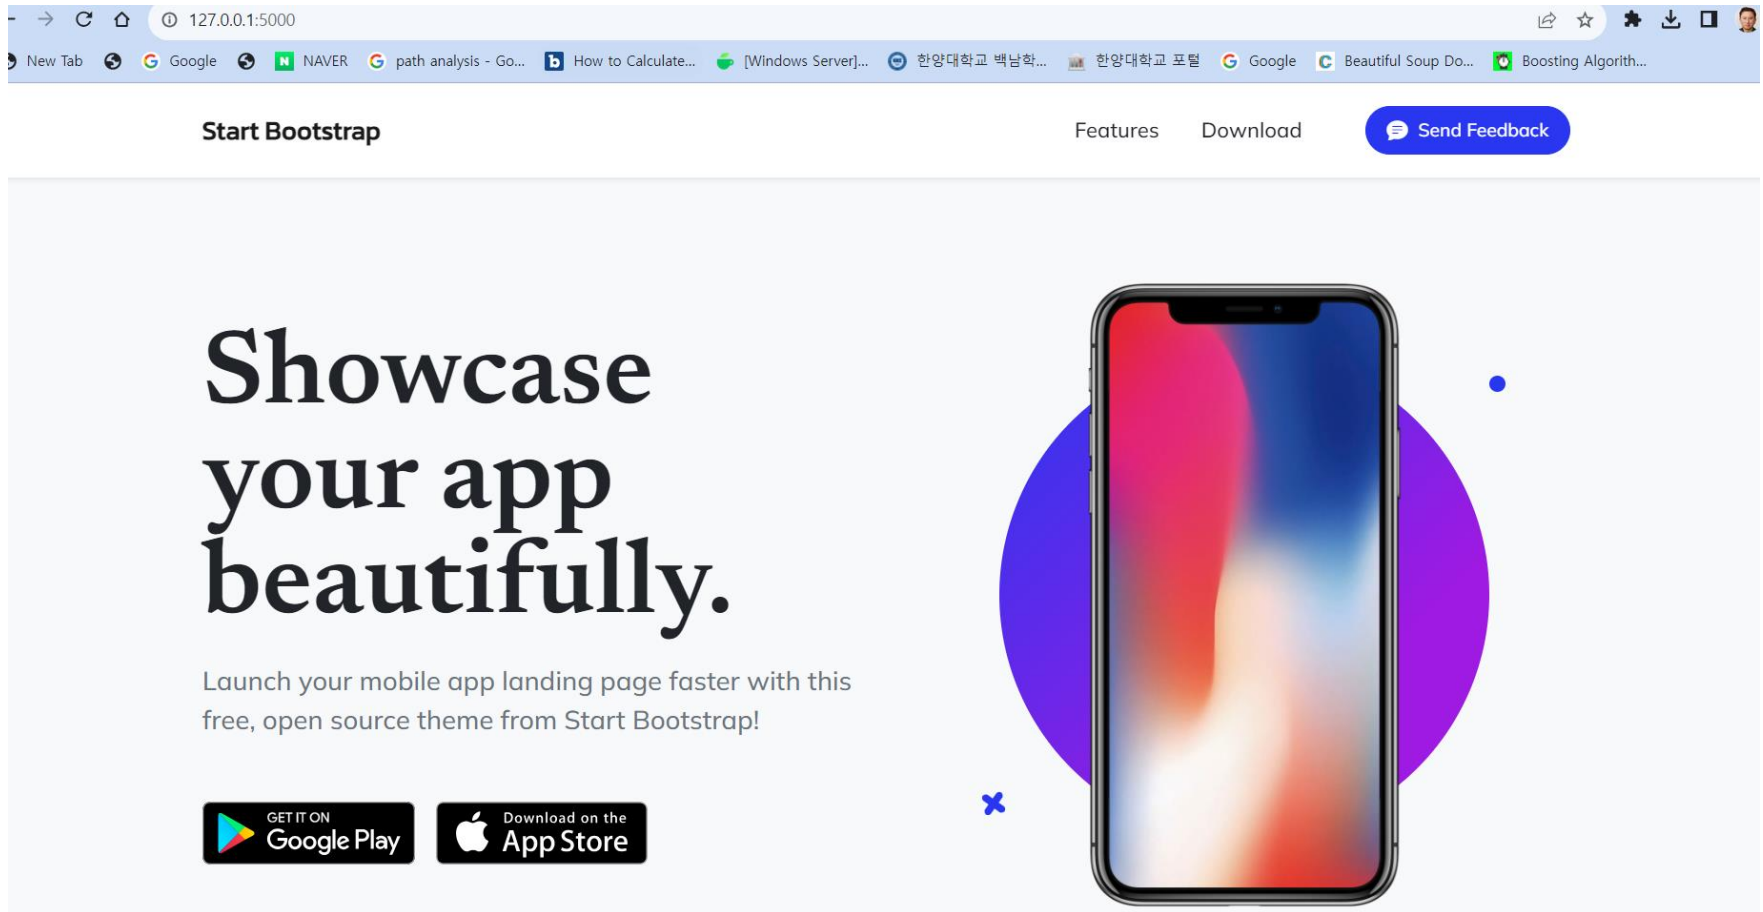 127.0.0.1:5000
New Tab Google NAVER path analysis - Go... How to Calculate... [Windows Server]... 한양대학교 백남학... 한양대학교 포털 Google Beautiful Soup Do... Boosting Algorith...
Start Bootstrap Features Download Send Feedback
Showcase
your app
beautifully.
Launch your mobile app landing page faster with this
free, open source theme from Start Bootstrap!
GET IT ON
Google Play
Download on the
App Store